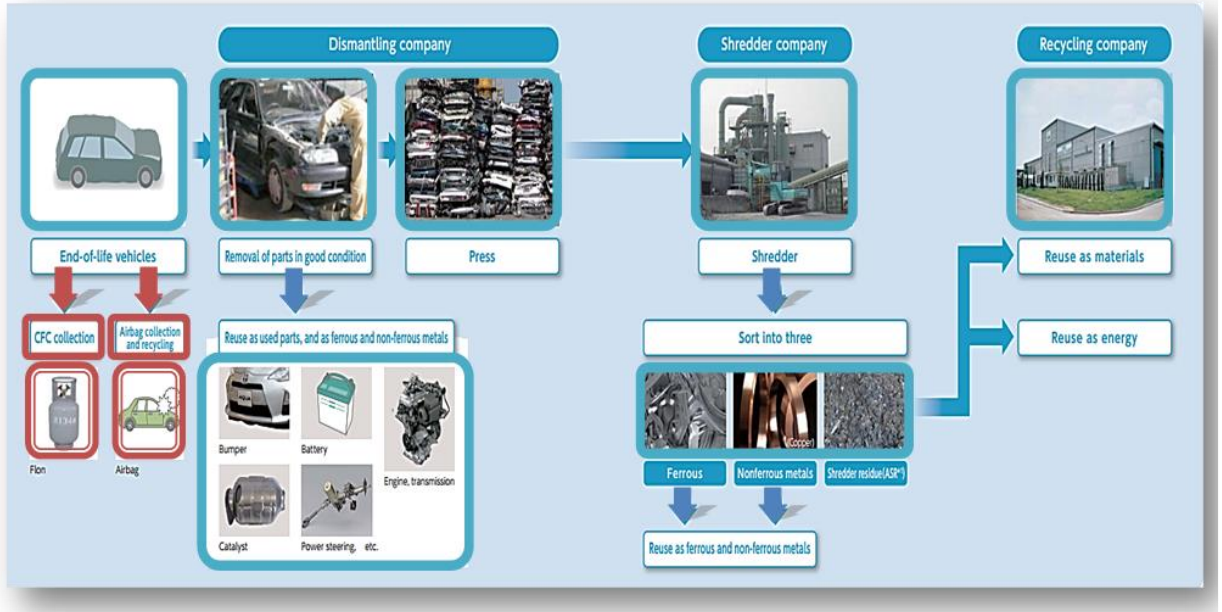 Dismantling company
Shredder company
Recycling company
End-of-life vehicles
Removal of parts in good condition
Press
Shredder
Reuse as materials
CFC collection
Airbag collection
and recycling
Reuse as used parts, and as ferrous and non-ferrous metals
Sort into three
Reuse as energy
Flon
Airbag
Bumper
Battery
Engine, transmission
Catalyst
Power steering, etc.
(Copper)
Ferrous
Nonferrous metals
Shredder residue(ASR*¹)
Reuse as ferrous and non-ferrous metals